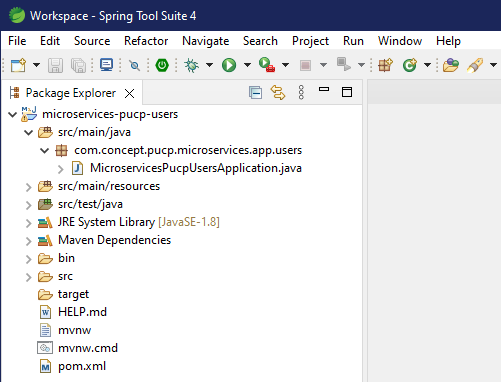 Workspace - Spring Tool Suite 4
File Edit Source Refactor Navigate Search Project Run Window Help
Package Explorer
microservices-pucp-users
src/main/java
com.concept.pucp.microservices.app.users
MicroservicesPucpUsersApplication.java
src/main/resources
src/test/java
JRE System Library [JavaSE-1.8]
Maven Dependencies
bin
src
target
HELP.md
mvnw
mvnw.cmd
pom.xml